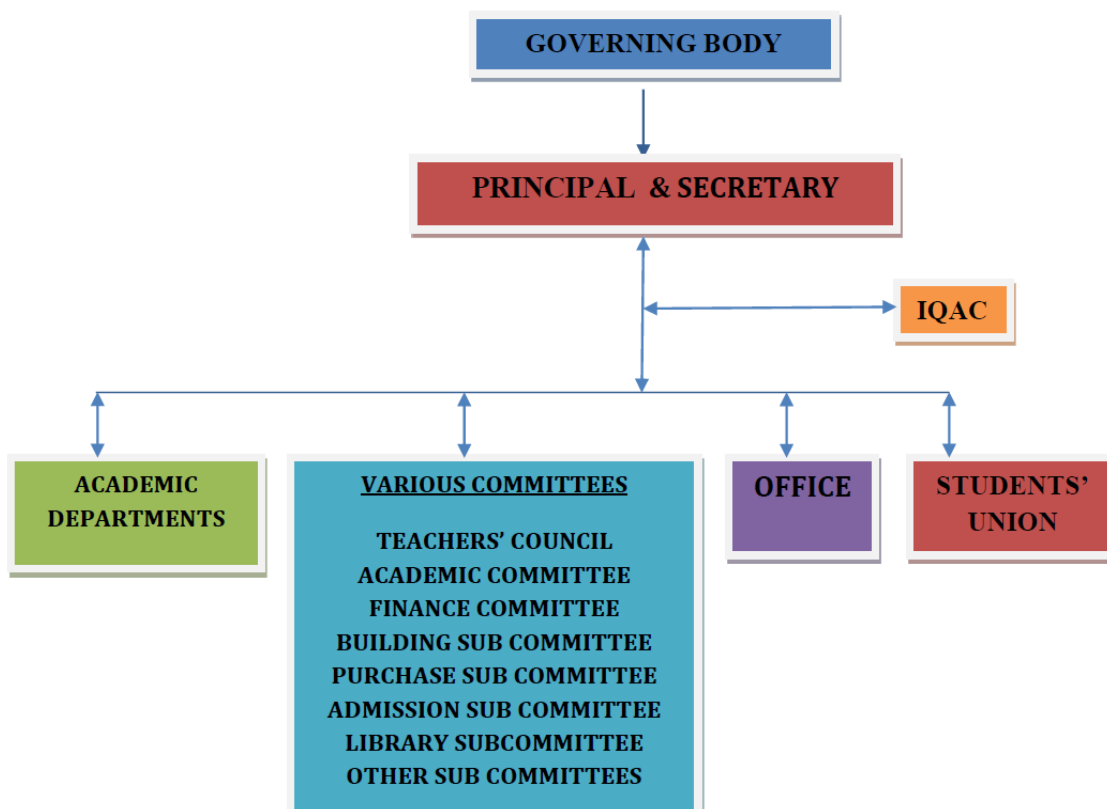 GOVERNING BODY
PRINCIPAL & SECRETARY
IQAC
ACADEMIC
DEPARTMENTS
VARIOUS COMMITTEES
TEACHERS’ COUNCIL
ACADEMIC COMMITTEE
FINANCE COMMITTEE
BUILDING SUB COMMITTEE
PURCHASE SUB COMMITTEE
ADMISSION SUB COMMITTEE
LIBRARY SUBCOMMITTEE
OTHER SUB COMMITTEES
OFFICE
STUDENTS’
UNION